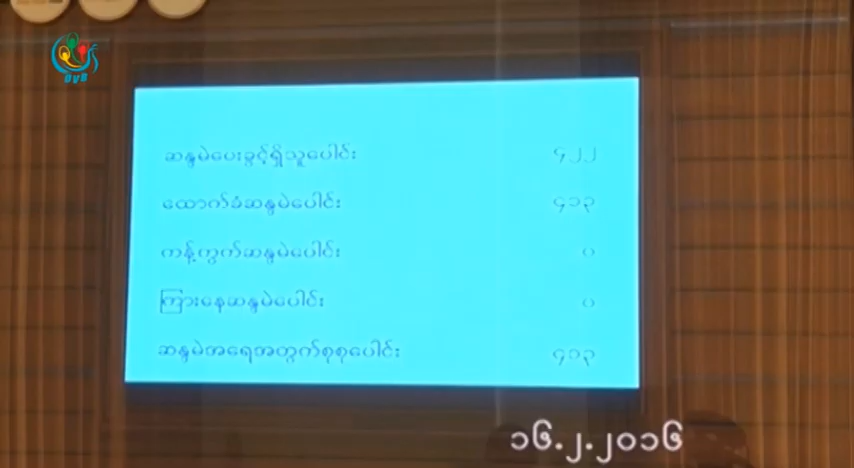 DVB
ဆန္ဒမဲပေးခွင့်ရှိသူပေါင်း ၄၂၂
ထောက်ခံဆန္ဒမဲပေါင်း ၄၁၃
ကန့်ကွက်ဆန္ဒမဲပေါင်း ၀
ကြားနေဆန္ဒမဲပေါင်း ၀
ဆန္ဒမဲအရေအတွက်စုစုပေါင်း ၄၁၃
၁၆.၂.၂၀၁၆